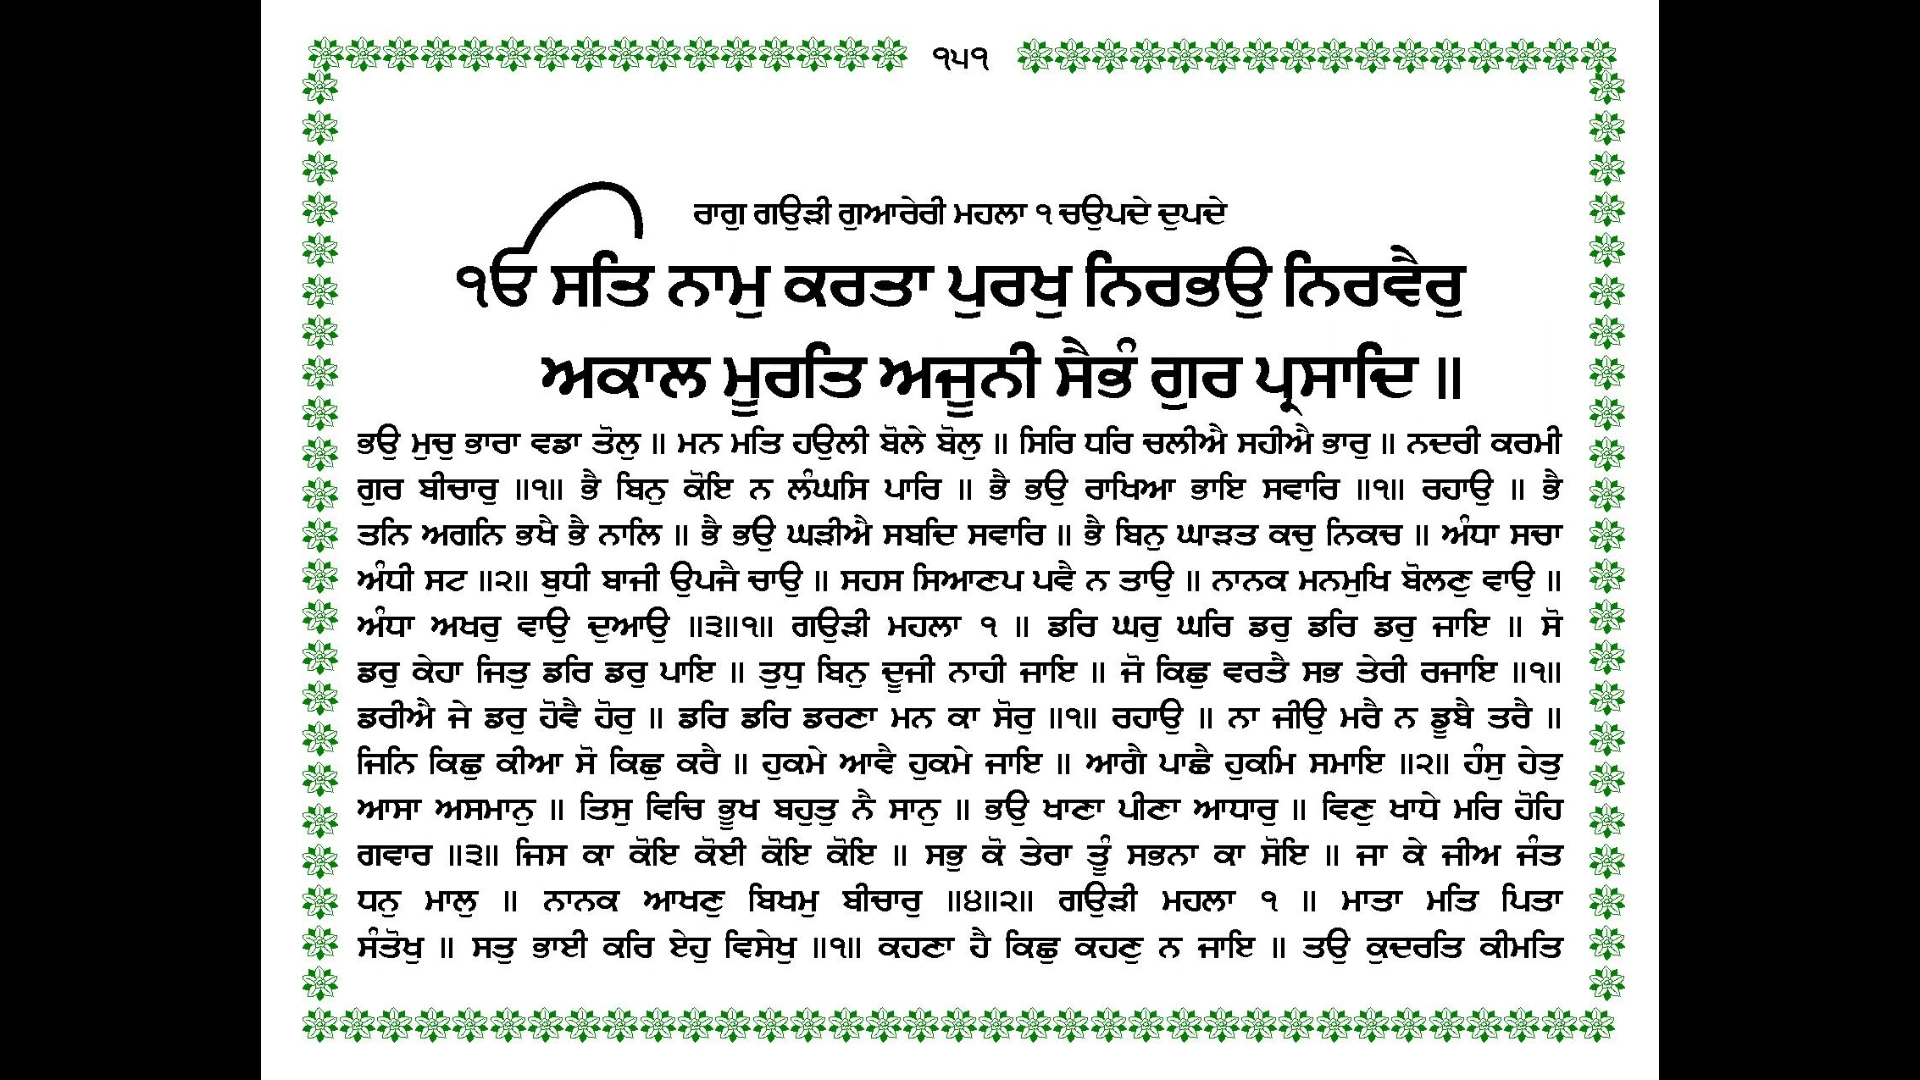 ੧੫੧
ਰਾਗੁ ਗਉੜੀ ਗੁਆਰੇਰੀ ਮਹਲਾ ੧ ਚਉਪਦੇ ਦੁਪਦੇ
ੴ ਸਤਿ ਨਾਮੁ ਕਰਤਾ ਪੁਰਖੁ ਨਿਰਭਉ ਨਿਰਵੈਰੁ
ਅਕਾਲ ਮੂਰਤਿ ਅਜੂਨੀ ਸੈਭੰ ਗੁਰ ਪ੍ਰਸਾਦਿ ॥
ਭਉ ਮੁਚੁ ਭਾਰਾ ਵਡਾ ਤੋਲੁ ॥ ਮਨ ਮਤਿ ਹਉਲੀ ਬੋਲੇ ਬੋਲੁ ॥ ਸਿਰਿ ਧਰਿ ਚਲੀਐ ਸਹੀਐ ਭਾਰੁ ॥ ਨਦਰੀ ਕਰਮੀ
ਗੁਰ ਬੀਚਾਰੁ ॥੧॥ ਭੈ ਬਿਨੁ ਕੋਇ ਨ ਲੰਘਸਿ ਪਾਰਿ ॥ ਭੈ ਭਉ ਰਾਖਿਆ ਭਾਇ ਸਵਾਰਿ ॥੧॥ ਰਹਾਉ ॥ ਭੈ
ਤਨਿ ਅਗਨਿ ਭਖੈ ਭੈ ਨਾਲਿ ॥ ਭੈ ਭਉ ਘੜੀਐ ਸਬਦਿ ਸਵਾਰਿ ॥ ਭੈ ਬਿਨੁ ਘਾੜਤ ਕਚੁ ਨਿਕਚ ॥ ਅੰਧਾ ਸਚਾ
ਅੰਧੀ ਸਟ ॥੨॥ ਬੁਧੀ ਬਾਜੀ ਉਪਜੈ ਚਾਉ ॥ ਸਹਸ ਸਿਆਣਪ ਪਵੈ ਨ ਤਾਉ ॥ ਨਾਨਕ ਮਨਮੁਖਿ ਬੋਲਣੁ ਵਾਉ ॥
ਅੰਧਾ ਅਖਰੁ ਵਾਉ ਦੁਆਉ ॥੩॥੧॥ ਗਉੜੀ ਮਹਲਾ ੧ ॥ ਡਰਿ ਘਰੁ ਘਰਿ ਡਰੁ ਡਰਿ ਡਰੁ ਜਾਇ ॥ ਸੋ
ਡਰੁ ਕੇਹਾ ਜਿਤੁ ਡਰਿ ਡਰੁ ਪਾਇ ॥ ਤੁਧੁ ਬਿਨੁ ਦੂਜੀ ਨਾਹੀ ਜਾਇ ॥ ਜੋ ਕਿਛੁ ਵਰਤੈ ਸਭ ਤੇਰੀ ਰਜਾਇ ॥੧॥
ਡਰੀਐ ਜੇ ਡਰੁ ਹੋਵੈ ਹੋਰੁ ॥ ਡਰਿ ਡਰਿ ਡਰਣਾ ਮਨ ਕਾ ਸੋਰੁ ॥੧॥ ਰਹਾਉ ॥ ਨਾ ਜੀਉ ਮਰੈ ਨ ਡੂਬੈ ਤਰੈ ॥
ਜਿਨਿ ਕਿਛੁ ਕੀਆ ਸੋ ਕਿਛੁ ਕਰੈ ॥ ਹੁਕਮੇ ਆਵੈ ਹੁਕਮੇ ਜਾਇ ॥ ਆਗੈ ਪਾਛੈ ਹੁਕਮਿ ਸਮਾਇ ॥੨॥ ਹੰਸੁ ਹੇਤੁ
ਆਸਾ ਅਸਮਾਨੁ ॥ ਤਿਸੁ ਵਿਚਿ ਭੂਖ ਬਹੁਤੁ ਨੈ ਸਾਨੁ ॥ ਭਉ ਖਾਣਾ ਪੀਣਾ ਆਧਾਰੁ ॥ ਵਿਣੁ ਖਾਧੇ ਮਰਿ ਹੋਹਿ
ਗਵਾਰ ॥੩॥ ਜਿਸ ਕਾ ਕੋਇ ਕੋਈ ਕੋਇ ਕੋਇ ॥ ਸਭੁ ਕੋ ਤੇਰਾ ਤੂੰ ਸਭਨਾ ਕਾ ਸੋਇ ॥ ਜਾ ਕੇ ਜੀਅ ਜੰਤ
ਧਨੁ ਮਾਲੁ ॥ ਨਾਨਕ ਆਖਣੁ ਬਿਖਮੁ ਬੀਚਾਰੁ ॥੪॥੨॥ ਗਉੜੀ ਮਹਲਾ ੧ ॥ ਮਾਤਾ ਮਤਿ ਪਿਤਾ
ਸੰਤੋਖੁ ॥ ਸਤੁ ਭਾਈ ਕਰਿ ਏਹੁ ਵਿਸੇਖੁ ॥੧॥ ਕਹਣਾ ਹੈ ਕਿਛੁ ਕਹਣੁ ਨ ਜਾਇ ॥ ਤਉ ਕੁਦਰਤਿ ਕੀਮਤਿ